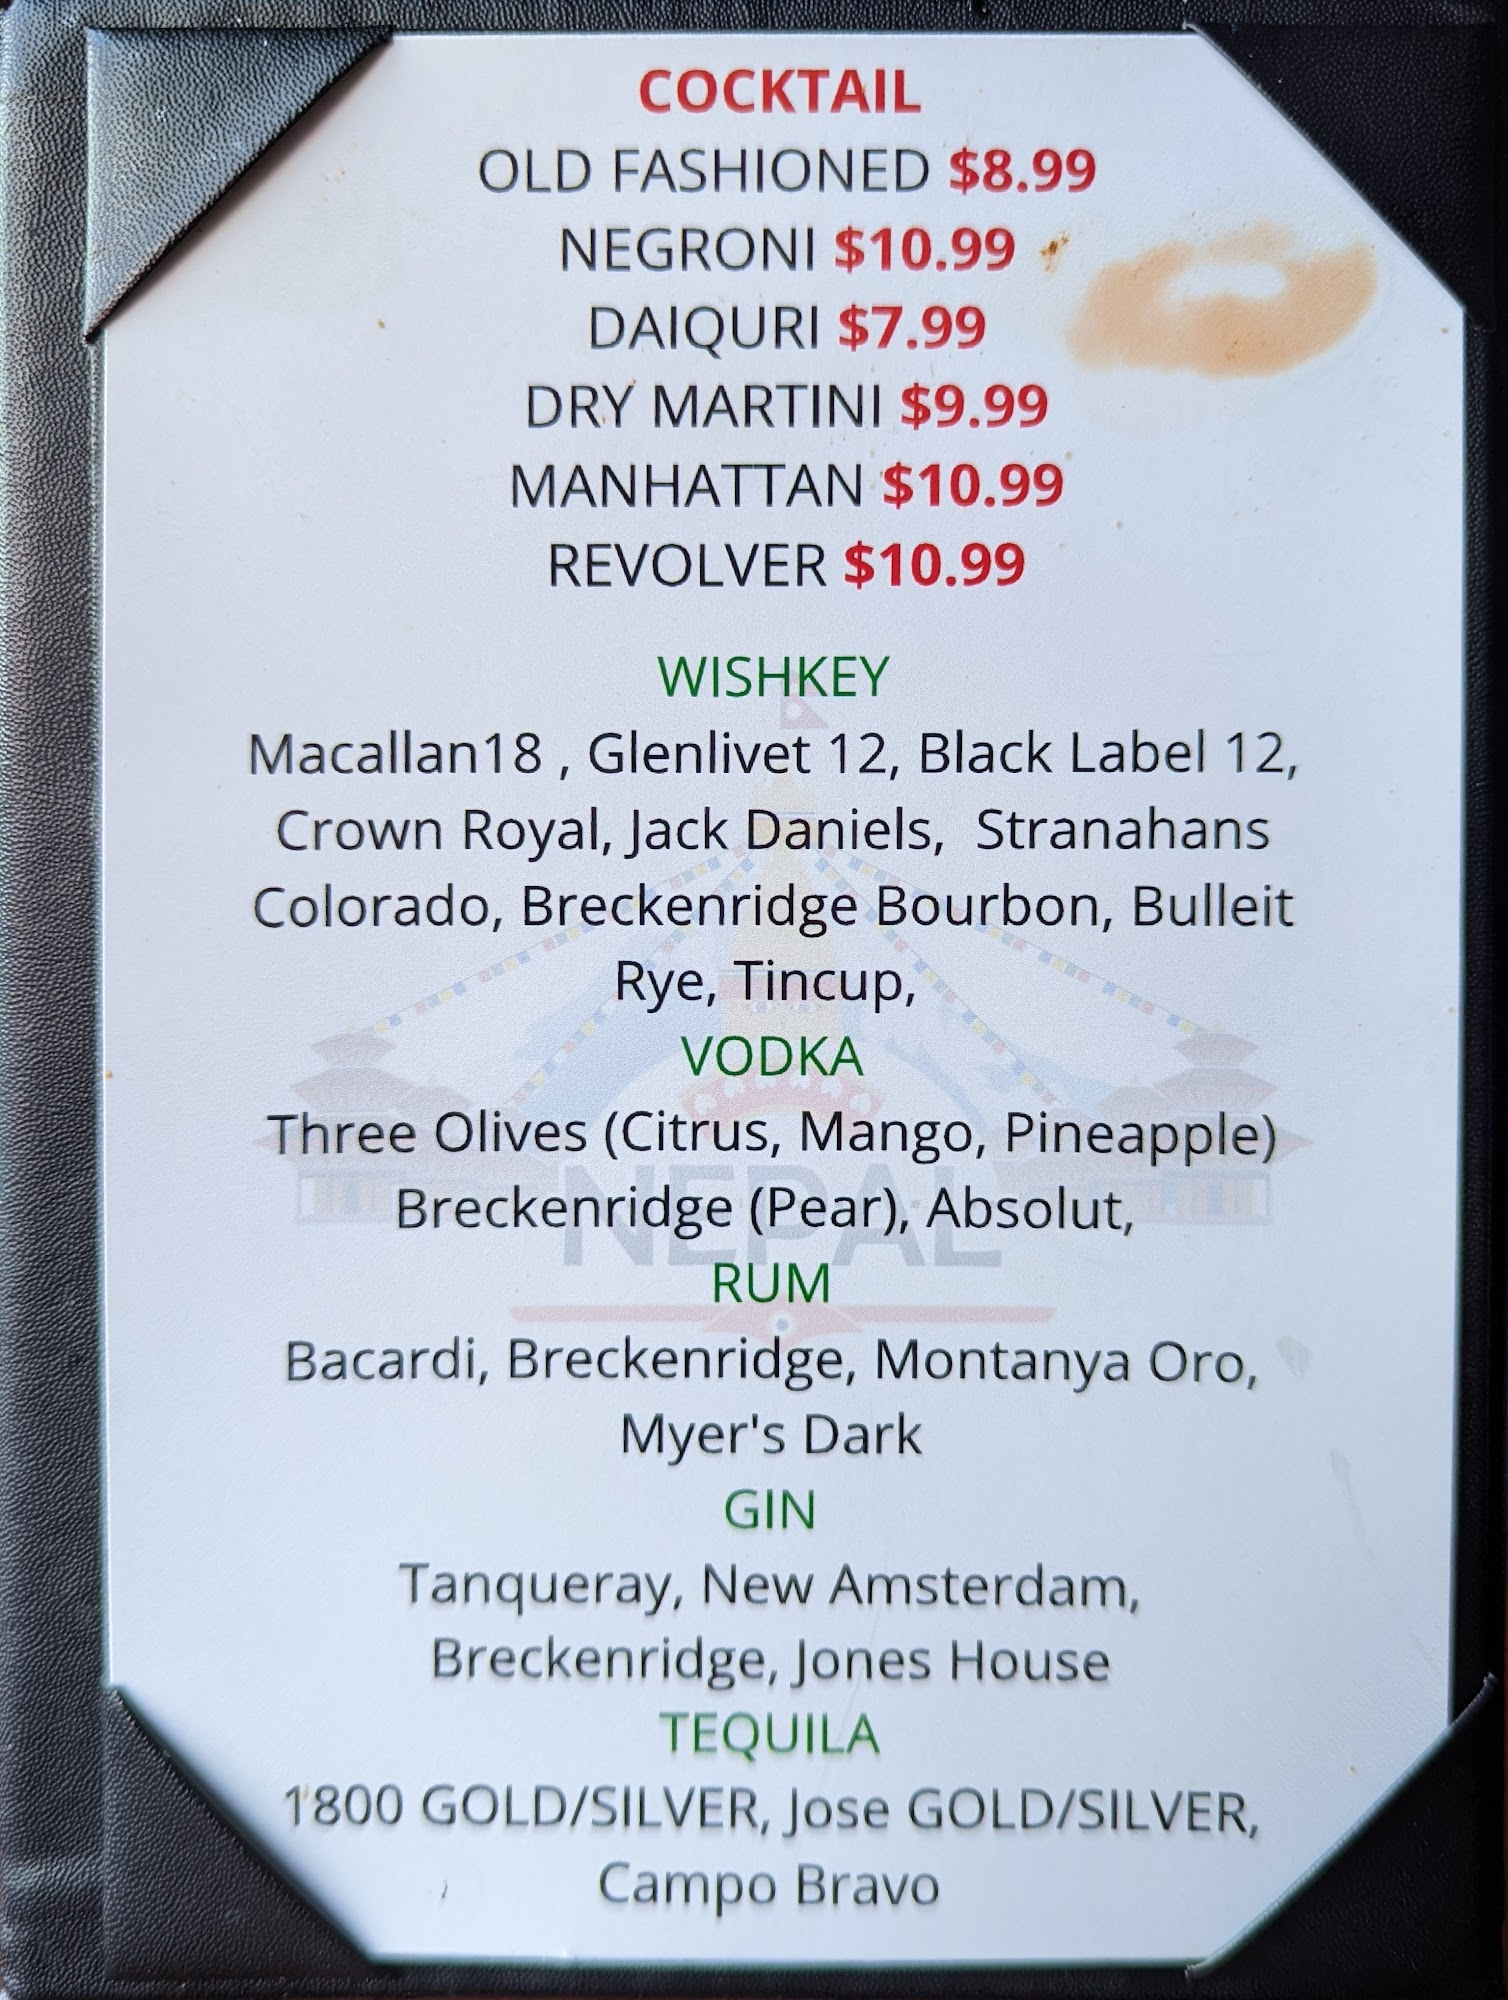 COCKTAIL
OLD FASHIONED $8.99
NEGRONI $10.99
DAIQURI $7.99
DRY MARTINI $9.99
MANHATTAN $10.99
REVOLVER $10.99
WISHKEY
Macallan18 , Glenlivet 12, Black Label 12,
Crown Royal, Jack Daniels, Stranahans
Colorado, Breckenridge Bourbon, Bulleit
Rye, Tincup,
VODKA
Three Olives (Citrus, Mango, Pineapple)
Breckenridge (Pear), Absolut,
NEPAL
RUM
Bacardi, Breckenridge, Montanya Oro,
Myer's Dark
GIN
Tanqueray, New Amsterdam,
Breckenridge, Jones House
TEQUILA
1800 GOLD/SILVER, Jose GOLD/SILVER,
Campo Bravo